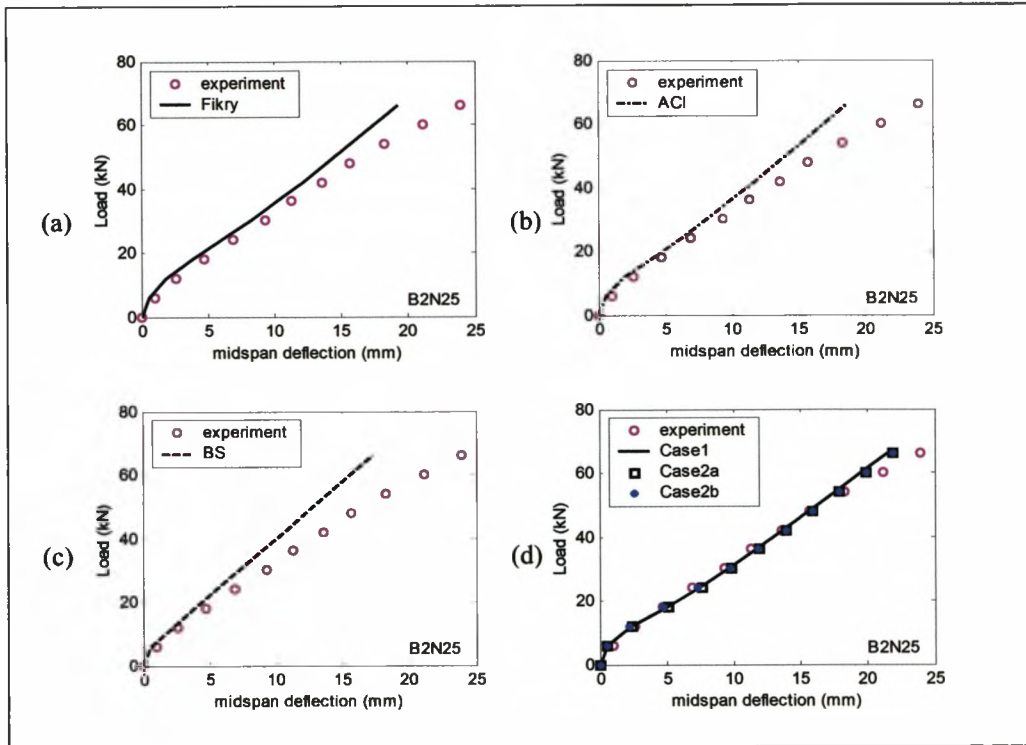 (a)
80
60
40
20
0
Load (kN)
experiment
Fikry
B2N25
0 5 10 15 20 25
midspan deflection (mm)
(b)
80
60
40
20
0
Load (kN)
experiment
ACI
B2N25
0 5 10 15 20 25
midspan deflection (mm)
(c)
80
60
40
20
0
Load (kN)
experiment
BS
B2N25
0 5 10 15 20 25
midspan deflection (mm)
(d)
80
60
40
20
0
Load (kN)
experiment
Case1
Case2a
Case2b
B2N25
0 5 10 15 20 25
midspan deflection (mm)